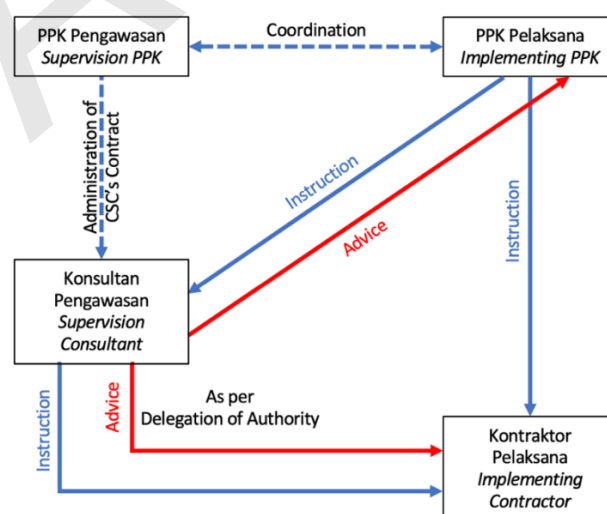 PPK Pengawasan
Supervision PPK
Coordination
PPK Pelaksana
Implementing PPK
Administration of
CSC's Contract
Instruction
Advice
Instruction
Konsultan
Pengawasan
Supervision
Consultant
Instruction
Advice
As per
Delegation of Authority
Kontraktor
Pelaksana
Implementing
Contractor